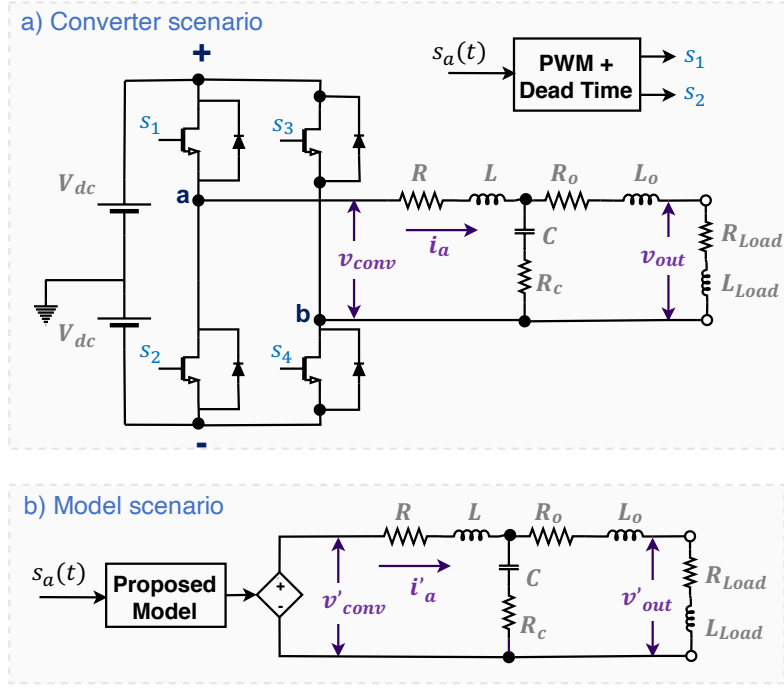 a) Converter scenario
+
s_a(t)
PWM +
Dead Time
s_1
s_2
s_1
s_3
V_dc
a
R
L
R_o
L_o
v_conv
i_a
C
R_c
v_out
R_Load
L_Load
b
V_dc
s_2
s_4
-
b) Model scenario
s_a(t)
Proposed
Model
+
-
R
L
R_o
L_o
v'_conv
i'_a
C
R_c
v'_out
R_Load
L_Load